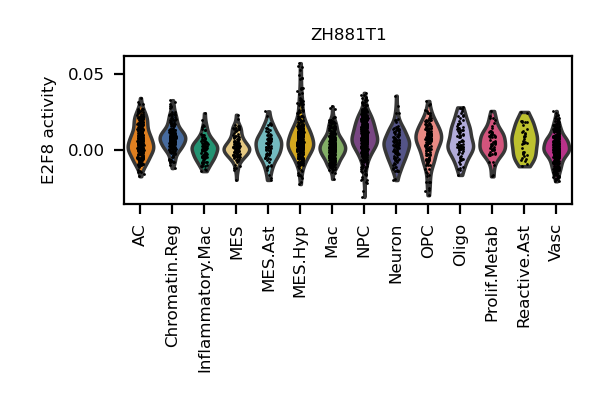 ZH881T1
E2F8 activity
0.05
0.00
AC
Chromatin.Reg
Inflammatory.Mac
MES
MES.Ast
MES.Hyp
Mac
NPC
Neuron
OPC
Oligo
Prolif.Metab
Reactive.Ast
Vasc